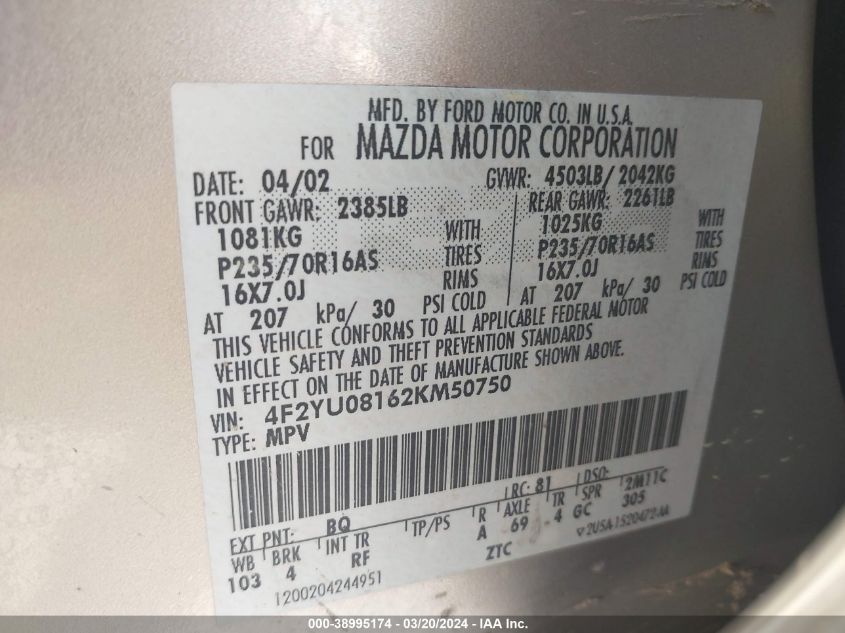 MFD. BY FORD MOTOR CO. IN U.S.A.
FOR MAZDA MOTOR CORPORATION
DATE: 04/02 GVWR: 4503LB/ 2042KG
FRONT GAWR: 2385LB REAR GAWR: 2261LB
1081KG WITH 1025KG WITH
P235/70R16AS TIRES P235/70R16AS TIRES
16X7.0J RIMS 16X7.0J RIMS
AT 207 kPa/ 30 PSI COLD AT 207 kPa/ 30 PSI COLD
THIS VEHICLE CONFORMS TO ALL APPLICABLE FEDERAL MOTOR
VEHICLE SAFETY AND THEFT PREVENTION STANDARDS
IN EFFECT ON THE DATE OF MANUFACTURE SHOWN ABOVE.
VIN: 4F2YU08162KM50750
TYPE: MPV
EXT PNT: BQ RC: 81 DSO:
WB BRK INT TR TP/PS R AXLE TR SPR 2M11C
103 4 RF A 69 4 GC 305
1200204244951 ZTC V2USA-1520472-AA
000-38995174 - 03/20/2024 - IAAI Inc.